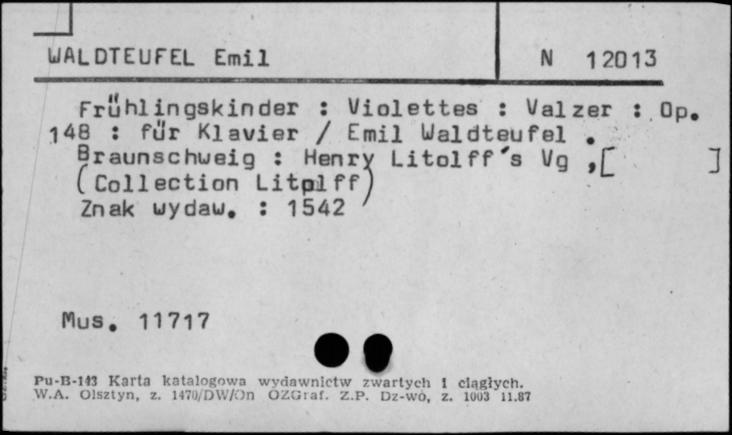 WALDTEUFEL Emil
N 12013
Frühlingskinder : Violettes : Valzer : Op.
148 : für Klavier / Emil Waldteufel .
Braunschweig : Henry Litolff's Vg ,[ ]
(Collection Litolff)
Znak wydaw. : 1542
Mus. 11717
Pu-B-143 Karta katalogowa wydawnictw zwartych i ciągłych.
W.A. Olsztyn, z. 1470/DW/On OZGraf. Z.P. Dz-wo, z. 1003 11.87